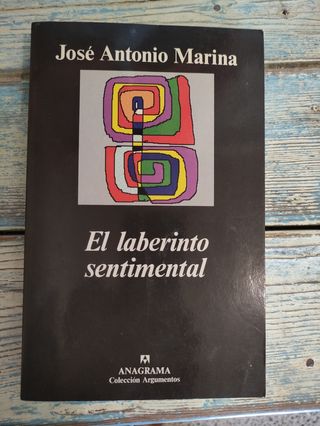 José Antonio Marina
El laberinto
sentimental
ANAGRAMA
Colección Argumentos